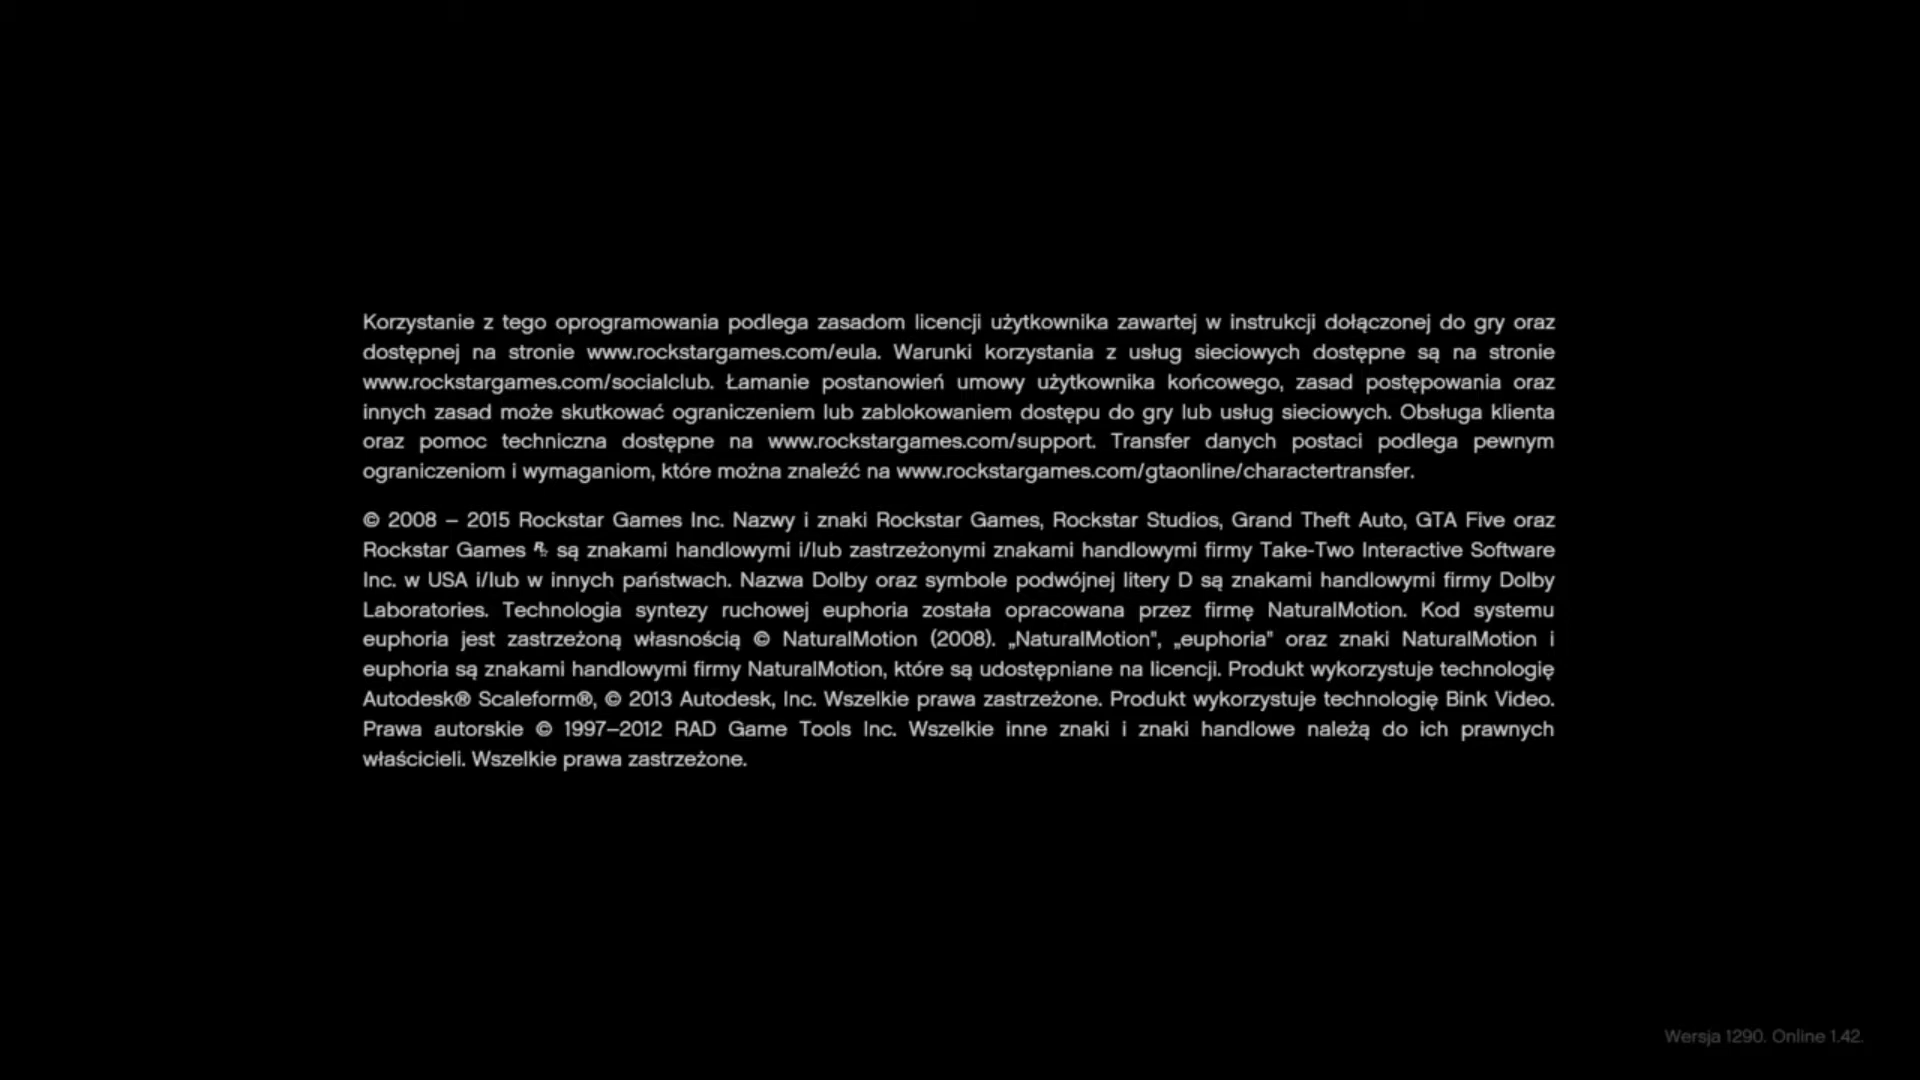 Korzystanie z tego oprogramowania podlega zasadom licencji użytkownika zawartej w instrukcji dołączonej do gry oraz
dostępnej na stronie www.rockstargames.com/eula. Warunki korzystania z usług sieciowych dostępne są na stronie
www.rockstargames.com/socialclub. Łamanie postanowień umowy użytkownika końcowego, zasad postępowania oraz
innych zasad może skutkować ograniczeniem lub zablokowaniem dostępu do gry lub usług sieciowych. Obsługa klienta
oraz pomoc techniczna dostępne na www.rockstargames.com/support. Transfer danych postaci podlega pewnym
ograniczeniom i wymaganiom, które można znaleźć na www.rockstargames.com/gtaonline/charactertransfer.
© 2008 – 2015 Rockstar Games Inc. Nazwy i znaki Rockstar Games, Rockstar Studios, Grand Theft Auto, GTA Five oraz
Rockstar Games R* są znakami handlowymi i/lub zastrzeżonymi znakami handlowymi firmy Take-Two Interactive Software
Inc. w USA i/lub w innych państwach. Nazwa Dolby oraz symbole podwójnej litery D są znakami handlowymi firmy Dolby
Laboratories. Technologia syntezy ruchowej euphoria została opracowana przez firmę NaturalMotion. Kod systemu
euphoria jest zastrzeżoną własnością © NaturalMotion (2008). „NaturalMotion", „euphoria" oraz znaki NaturalMotion i
euphoria są znakami handlowymi firmy NaturalMotion, które są udostępniane na licencji. Produkt wykorzystuje technologię
Autodesk® Scaleform®, © 2013 Autodesk, Inc. Wszelkie prawa zastrzeżone. Produkt wykorzystuje technologię Bink Video.
Prawa autorskie © 1997–2012 RAD Game Tools Inc. Wszelkie inne znaki i znaki handlowe należą do ich prawnych
właścicieli. Wszelkie prawa zastrzeżone.
Wersja 1290. Online 1.42.